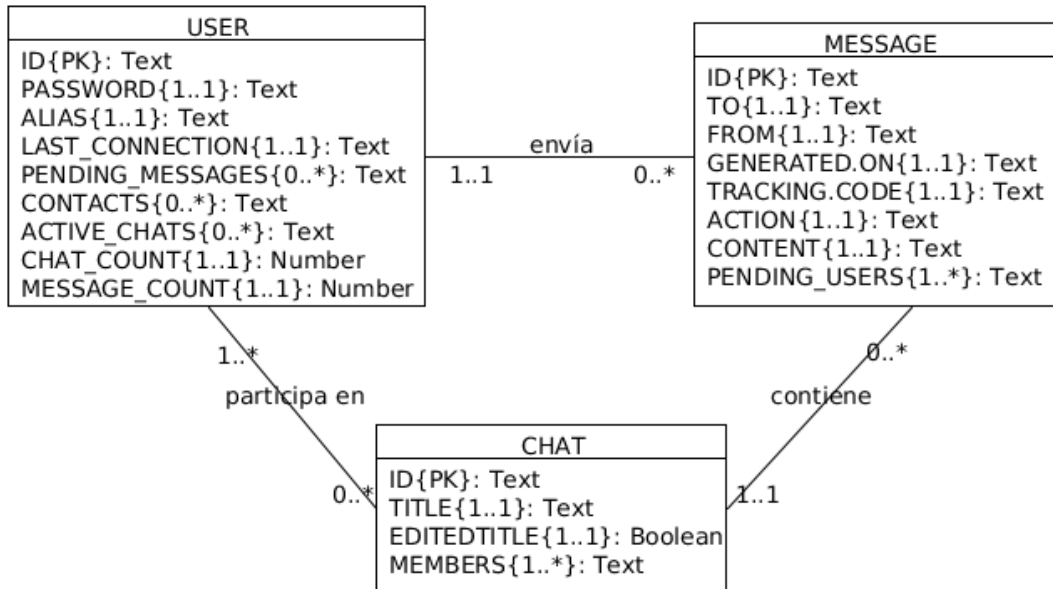 USER
ID{PK}: Text
PASSWORD{1..1}: Text
ALIAS{1..1}: Text
LAST_CONNECTION{1..1}: Text
PENDING_MESSAGES{0..*}: Text
CONTACTS{0..*}: Text
ACTIVE_CHATS{0..*}: Text
CHAT_COUNT{1..1}: Number
MESSAGE_COUNT{1..1}: Number
envía
1..1
0..*
MESSAGE
ID{PK}: Text
TO{1..1}: Text
FROM{1..1}: Text
GENERATED.ON{1..1}: Text
TRACKING.CODE{1..1}: Text
ACTION{1..1}: Text
CONTENT{1..1}: Text
PENDING_USERS{1..*}: Text
1..*
participa en
0..*
0..*
contiene
1..1
CHAT
ID{PK}: Text
TITLE{1..1}: Text
EDITEDTITLE{1..1}: Boolean
MEMBERS{1..*}: Text